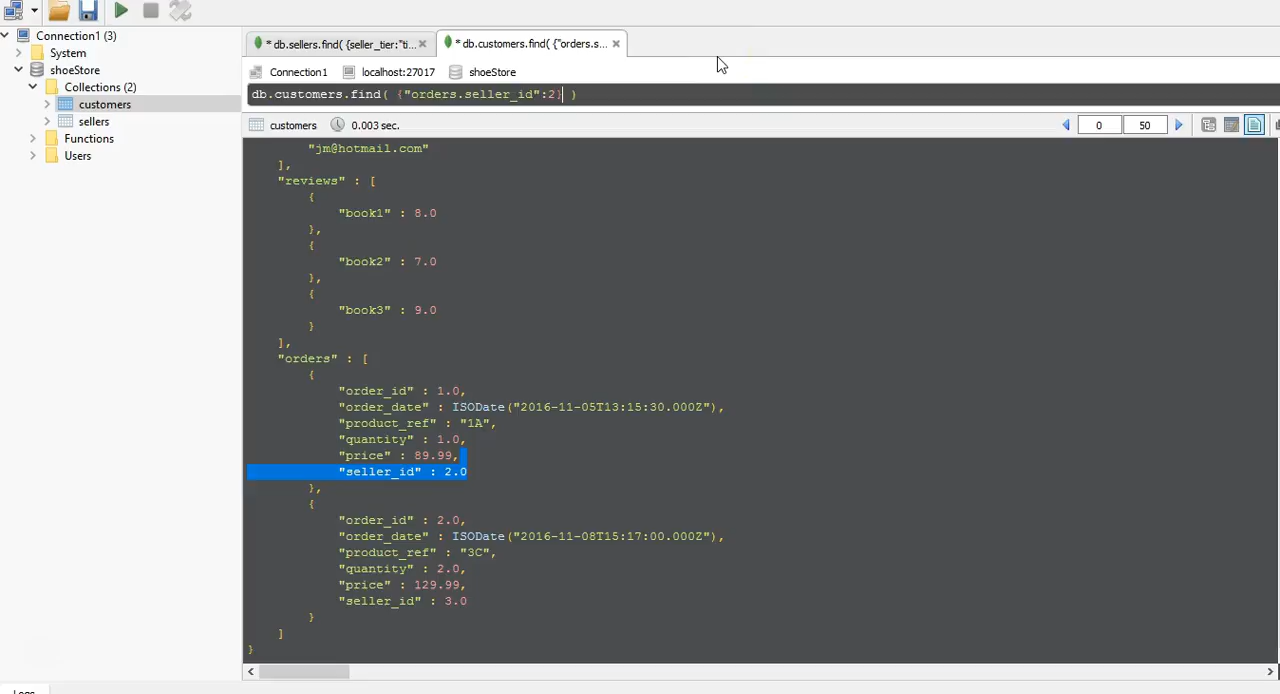 Connection1 (3)
System
shoeStore
Collections (2)
customers
sellers
Functions
Users
* db.sellers.find( {seller_tier:"ti...
* db.customers.find( {"orders.s...
Connection1 localhost:27017 shoeStore
db.customers.find( {"orders.seller_id":2} )
customers 0.003 sec. 0 50
"jm@hotmail.com"
],
"reviews" : [
{
"book1" : 8.0
},
{
"book2" : 7.0
},
{
"book3" : 9.0
}
],
"orders" : [
{
"order_id" : 1.0,
"order_date" : ISODate("2016-11-05T13:15:30.000Z"),
"product_ref" : "1A",
"quantity" : 1.0,
"price" : 89.99,
"seller_id" : 2.0
},
{
"order_id" : 2.0,
"order_date" : ISODate("2016-11-08T15:17:00.000Z"),
"product_ref" : "3C",
"quantity" : 2.0,
"price" : 129.99,
"seller_id" : 3.0
}
]
}
Logs